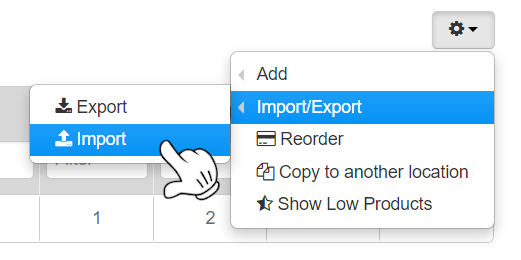 Add
Import/Export
Reorder
Copy to another location
Show Low Products
Export
Import
1
2